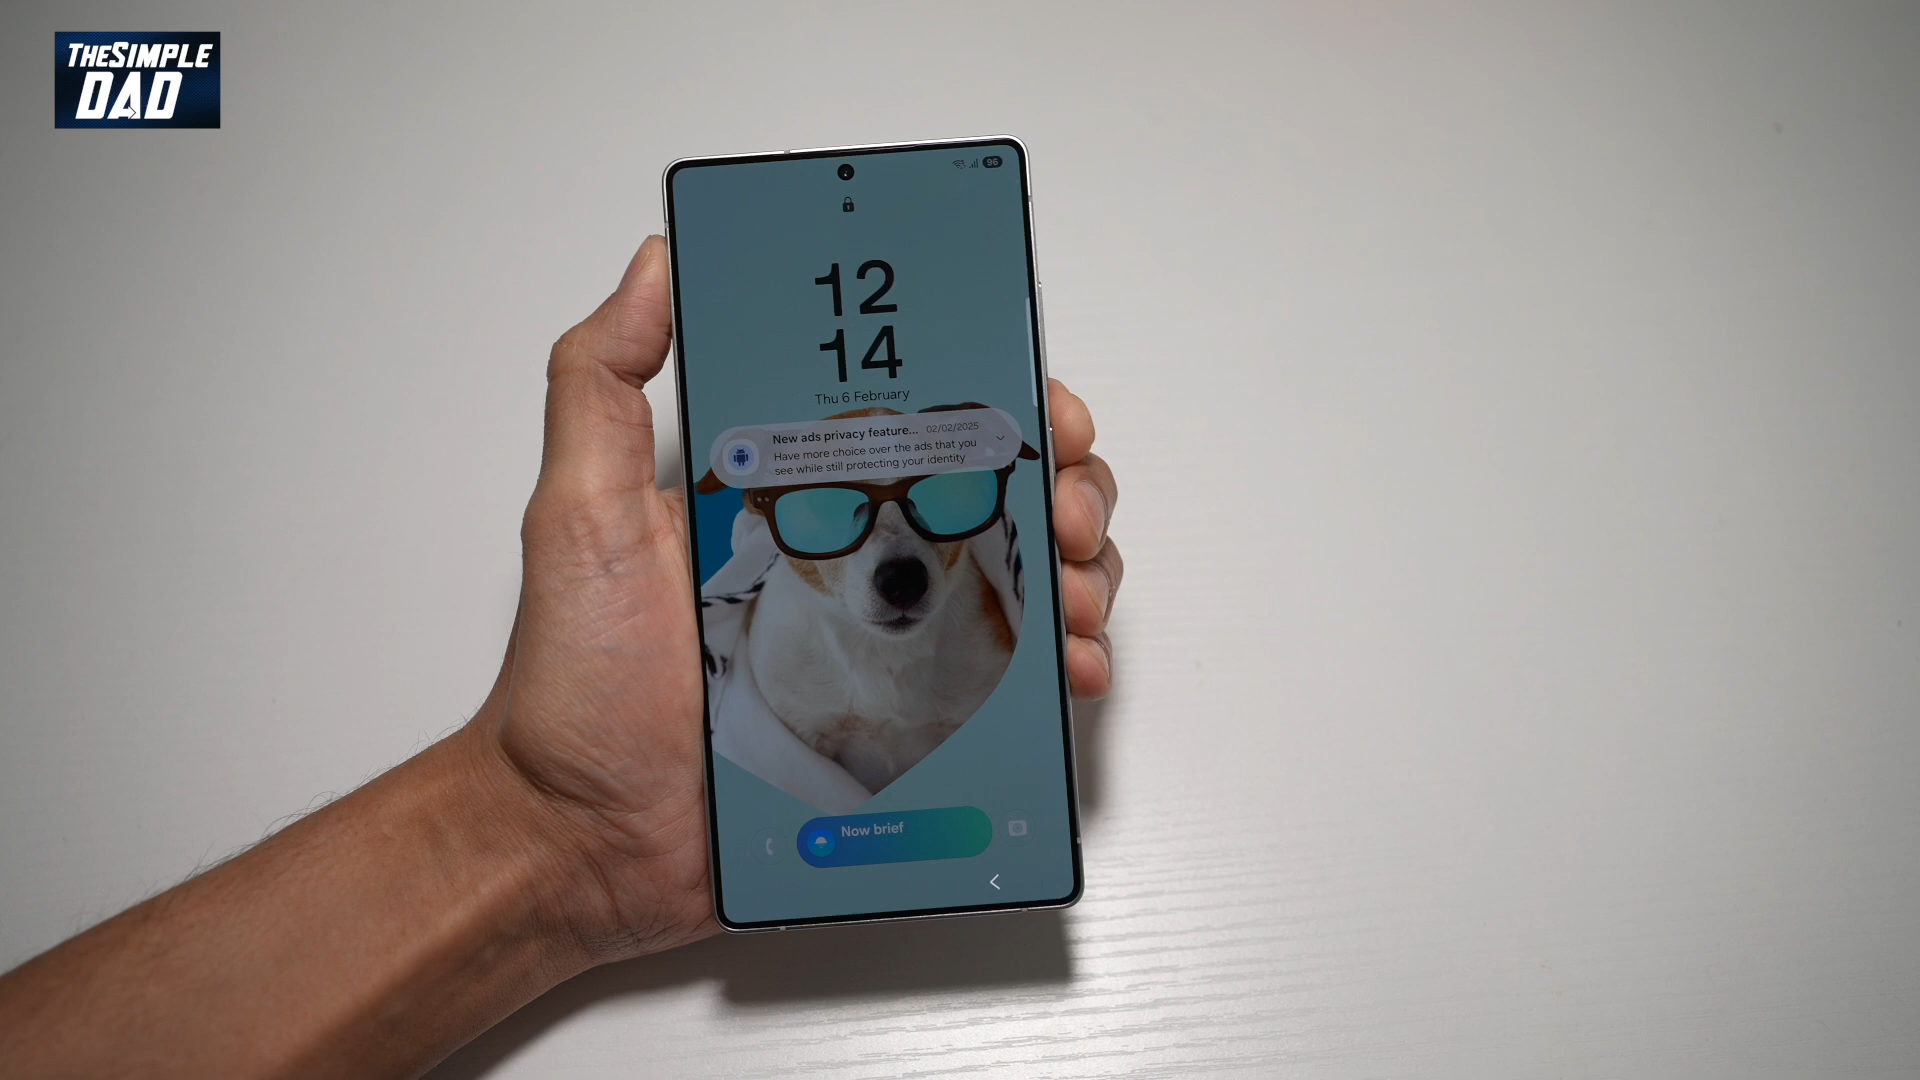 THESIMPLE
DAD
96
12
14
Thu 6 February
New ads privacy feature... 02/02/2025
Have more choice over the ads that you
see while still protecting your identity
Now brief